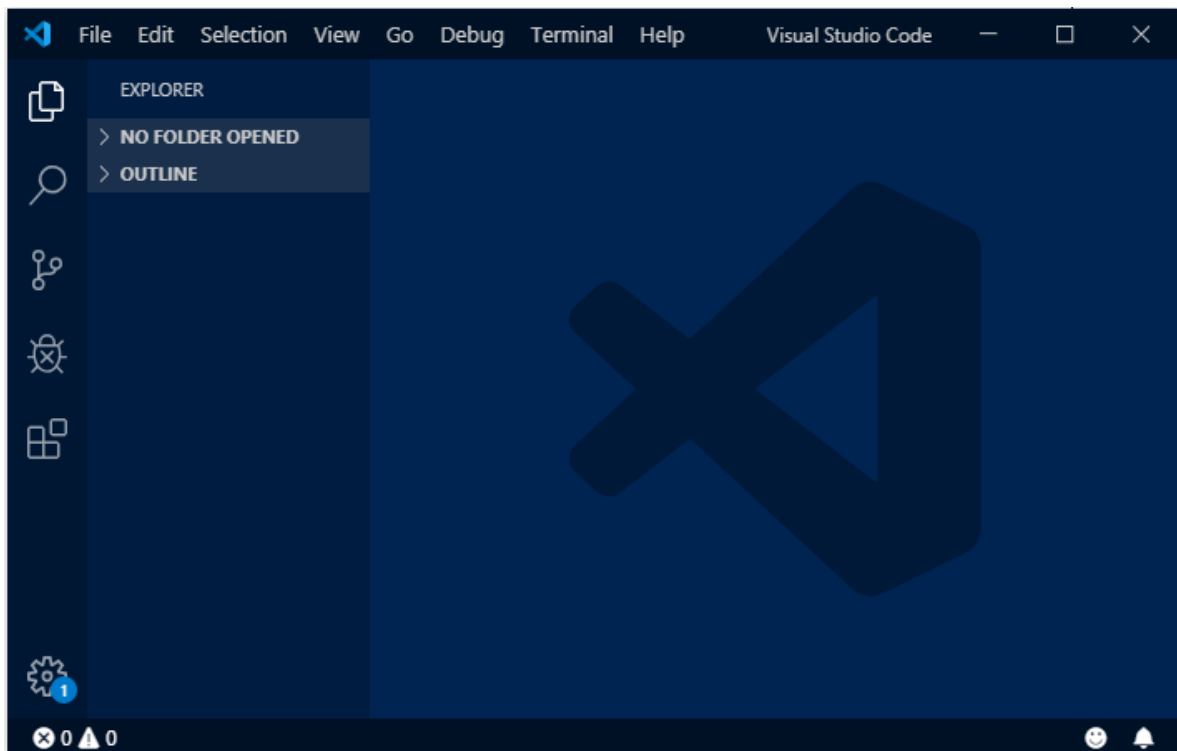 File Edit Selection View Go Debug Terminal Help Visual Studio Code
EXPLORER
NO FOLDER OPENED
OUTLINE
1
0 0